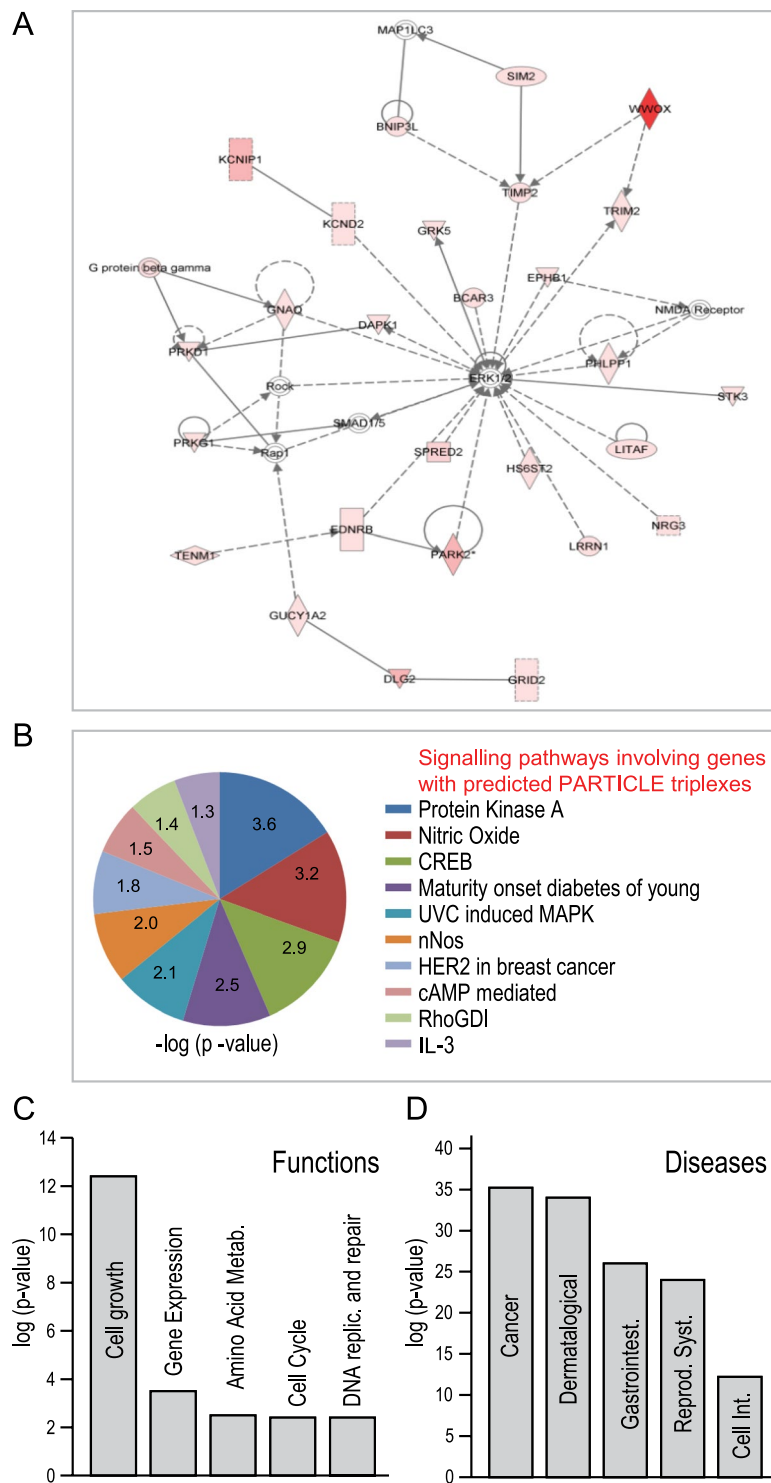 A
MAP1LC3
SIM2
WWOX
BNIP3L
KCNIP1
TIMP2
TRIM2
KCND2
GRK5
G protein beta gamma
EPHB1
BCAR3
NMDA Receptor
GNAQ
DAPK1
PRKD1
PHLPP1
ERK1/2
Rock
STK3
SMAD1/5
PRKG1
Rap1
SPRED2
LITAF
HS6ST2
EDNRB
NRG3
PARK2*
LRRN1
TENM1
GUCY1A2
DLG2
GRID2
B
Signalling pathways involving genes
with predicted PARTICLE triplexes
Protein Kinase A
Nitric Oxide
CREB
Maturity onset diabetes of young
UVC induced MAPK
nNos
HER2 in breast cancer
cAMP mediated
RhoGDI
IL-3
3.6
3.2
2.9
2.5
2.1
2.0
1.8
1.5
1.4
1.3
-log (p -value)
C
Functions
log (p-value)
14
12
10
8
6
4
2
0
Cell growth
Gene Expression
Amino Acid Metab.
Cell Cycle
DNA replic. and repair
D
Diseases
log (p-value)
40
35
30
25
20
15
10
5
0
Cancer
Dermatalogical
Gastrointest.
Reprod. Syst.
Cell Int.